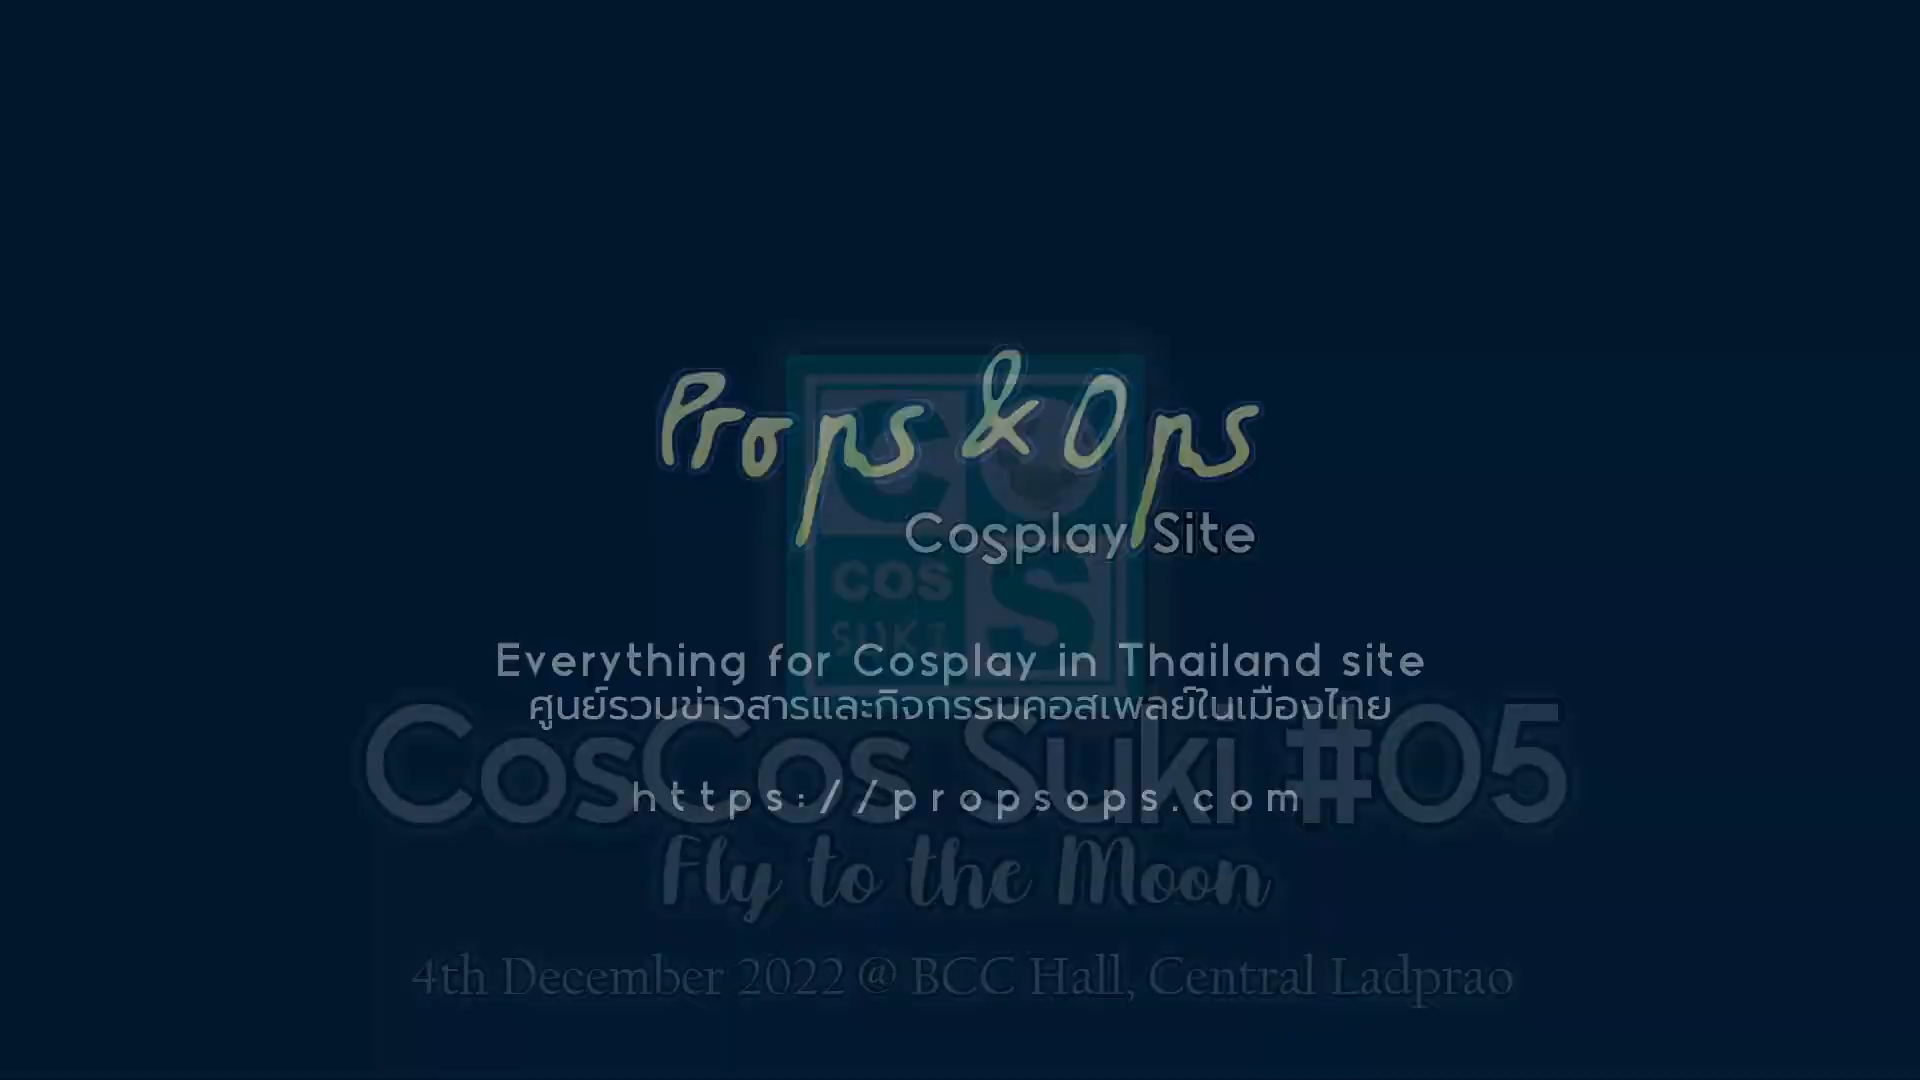 Props & Ops
Cosplay Site
COS
SUKI
S
Everything for Cosplay in Thailand site
ศูนย์รวมข่าวสารและกิจกรรมคอสเพลย์ในเมืองไทย
CosCos Suki #05
https://propsops.com
Fly to the Moon
4th December 2022 @ BCC Hall, Central Ladprao